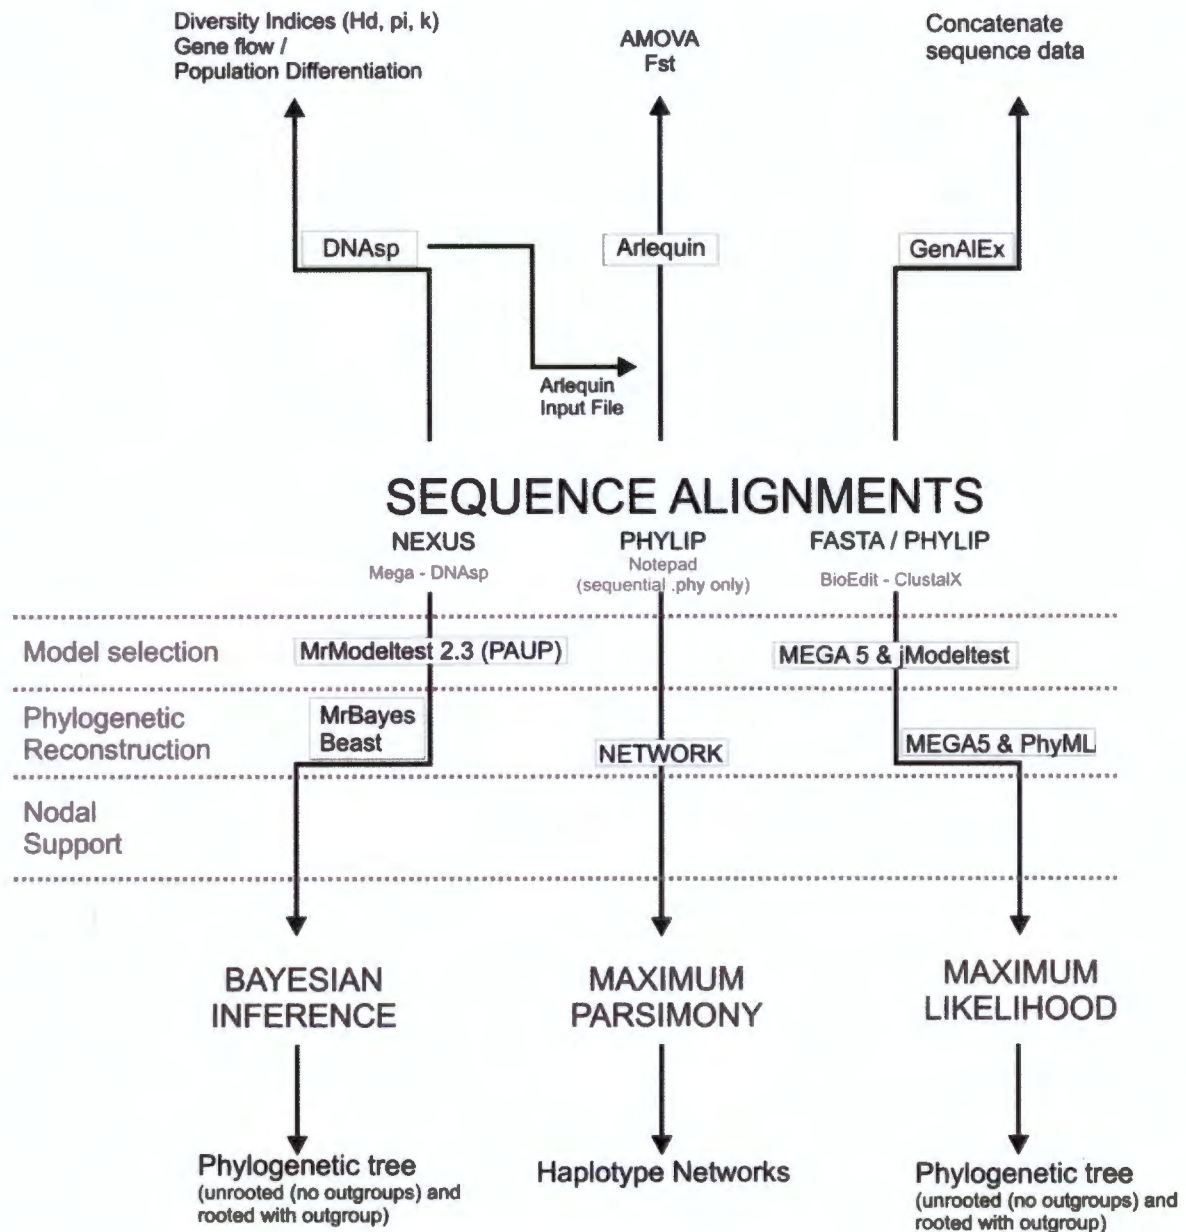 Diversity Indices (Hd, pi, k)
Gene flow /
Population Differentiation
AMOVA
Fst
Concatenate
sequence data
DNAsp
Arlequin
GenAlEx
Arlequin
Input File
SEQUENCE ALIGNMENTS
NEXUS
Mega - DNAsp
PHYLIP
Notepad
(sequential .phy only)
FASTA / PHYLIP
BioEdit - ClustalX
Model selection
MrModeltest 2.3 (PAUP)
MEGA 5 & jModeltest
Phylogenetic
Reconstruction
MrBayes
Beast
NETWORK
MEGA5 & PhyML
Nodal
Support
BAYESIAN
INFERENCE
MAXIMUM
PARSIMONY
MAXIMUM
LIKELIHOOD
Phylogenetic tree
(unrooted (no outgroups) and
rooted with outgroup)
Haplotype Networks
Phylogenetic tree
(unrooted (no outgroups) and
rooted with outgroup)